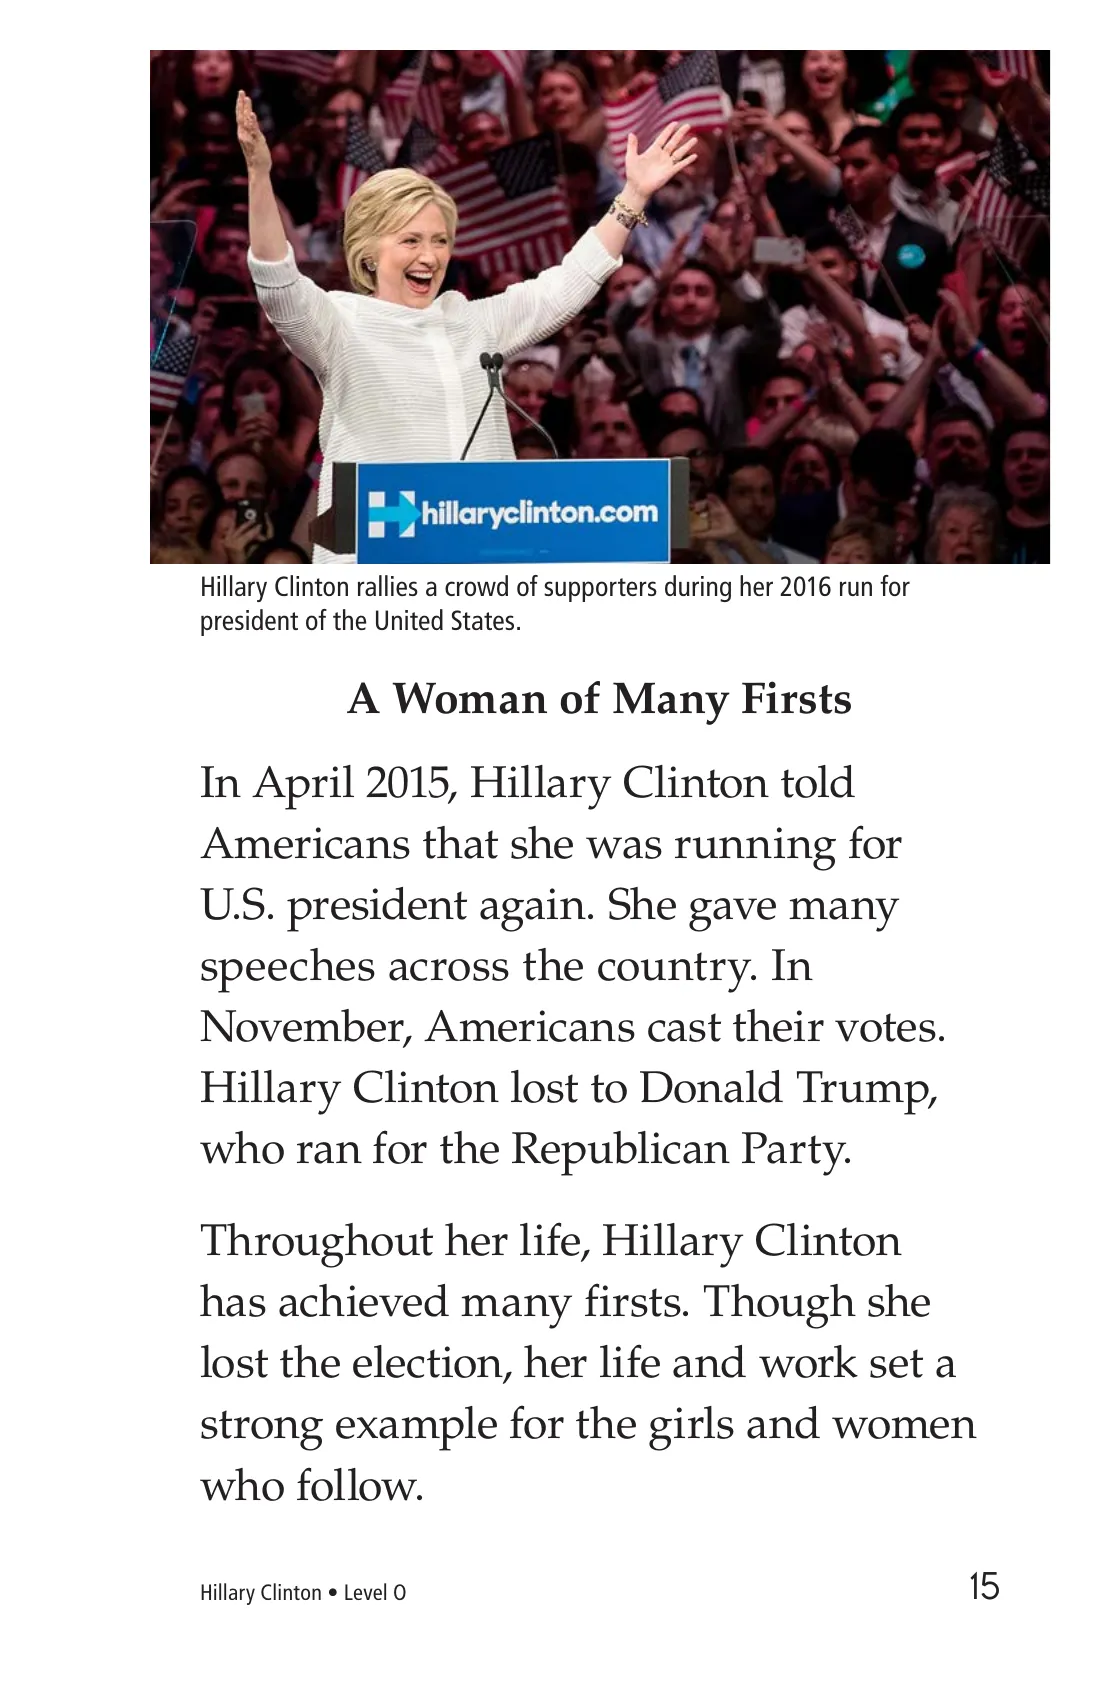 hillaryclinton.com
Hillary Clinton rallies a crowd of supporters during her 2016 run for
president of the United States.
A Woman of Many Firsts
In April 2015, Hillary Clinton told
Americans that she was running for
U.S. president again. She gave many
speeches across the country. In
November, Americans cast their votes.
Hillary Clinton lost to Donald Trump,
who ran for the Republican Party.
Throughout her life, Hillary Clinton
has achieved many firsts. Though she
lost the election, her life and work set a
strong example for the girls and women
who follow.
Hillary Clinton • Level O
15